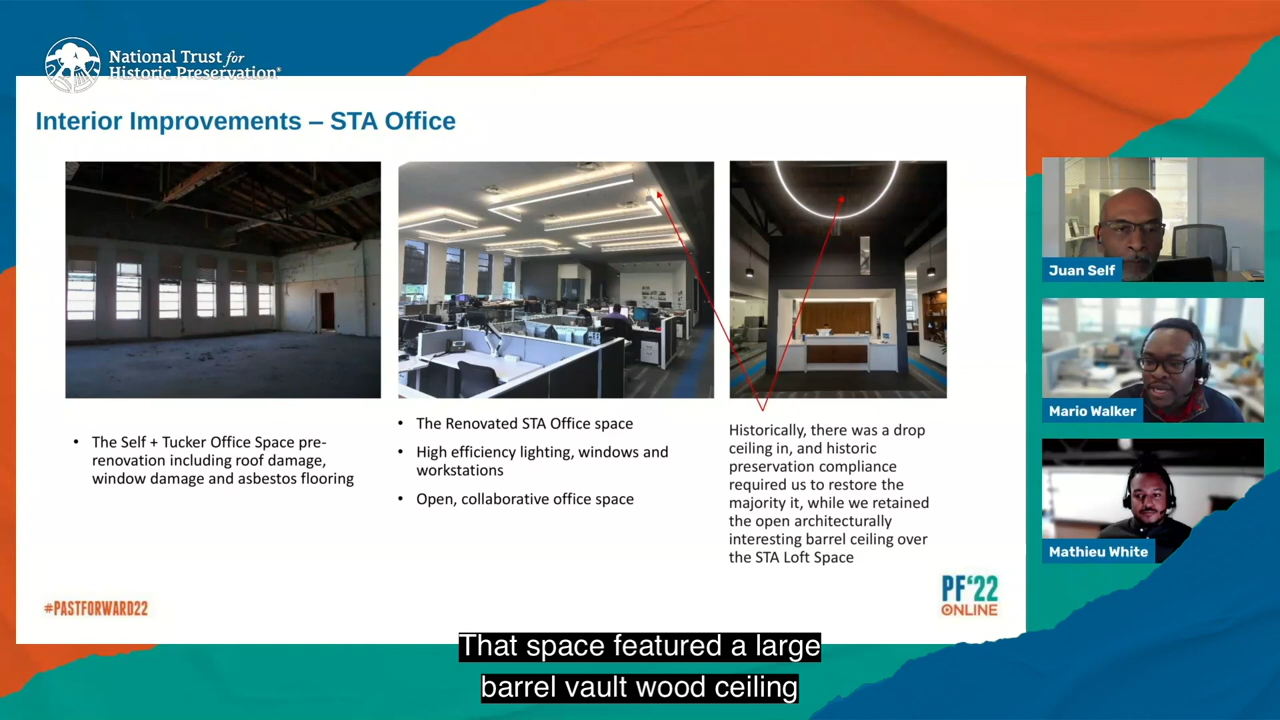 National Trust for
Historic Preservation®
Interior Improvements – STA Office
• The Self + Tucker Office Space pre-
renovation including roof damage,
window damage and asbestos flooring
• The Renovated STA Office space
• High efficiency lighting, windows and
workstations
• Open, collaborative office space
Historically, there was a drop
ceiling in, and historic
preservation compliance
required us to restore the
majority it, while we retained
the open architecturally
interesting barrel ceiling over
the STA Loft Space
#PASTFORWARD22
PF'22
ONLINE
Juan Self
Mario Walker
Mathieu White
That space featured a large
barrel vault wood ceiling